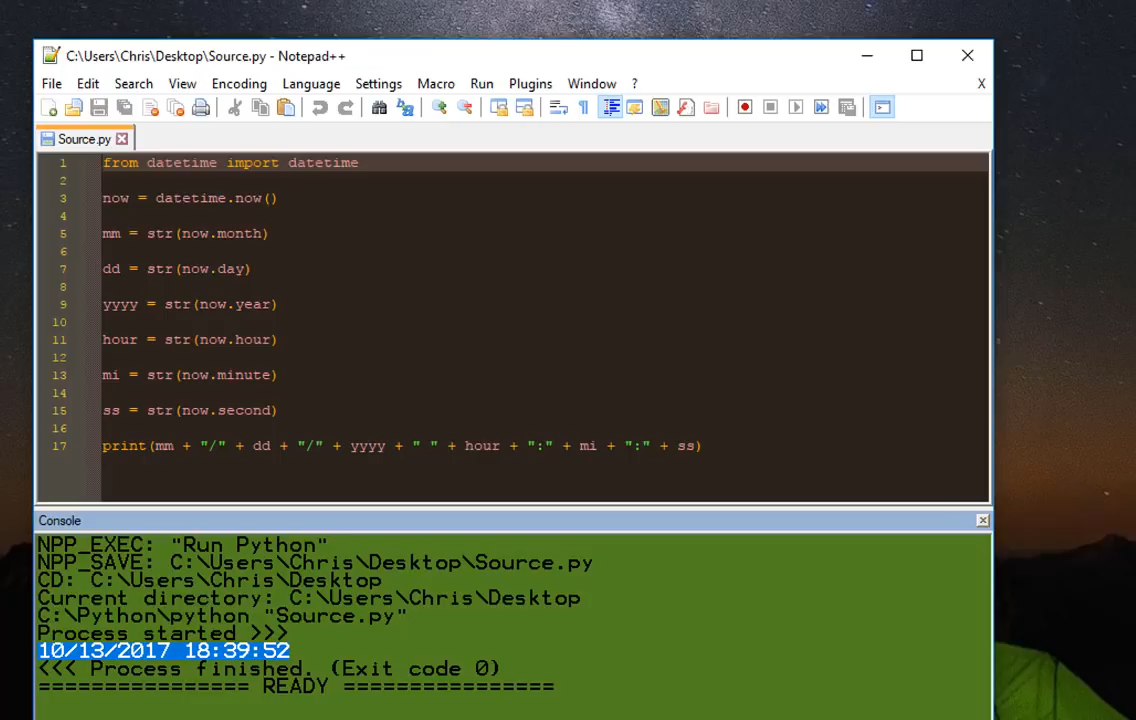 C:\Users\Chris\Desktop\Source.py - Notepad++
File Edit Search View Encoding Language Settings Macro Run Plugins Window ? X
Source.py
1 from datetime import datetime
2
3 now = datetime.now()
4
5 mm = str(now.month)
6
7 dd = str(now.day)
8
9 yyyy = str(now.year)
10
11 hour = str(now.hour)
12
13 mi = str(now.minute)
14
15 ss = str(now.second)
16
17 print(mm + "/" + dd + "/" + yyyy + " " + hour + ":" + mi + ":" + ss)
Console
NPP_EXEC: "Run Python"
NPP_SAVE: C:\Users\Chris\Desktop\Source.py
CD: C:\Users\Chris\Desktop
Current directory: C:\Users\Chris\Desktop
C:\Python\python "Source.py"
Process started >>>
10/13/2017 18:39:52
<<< Process finished. (Exit code 0)
================ READY ================